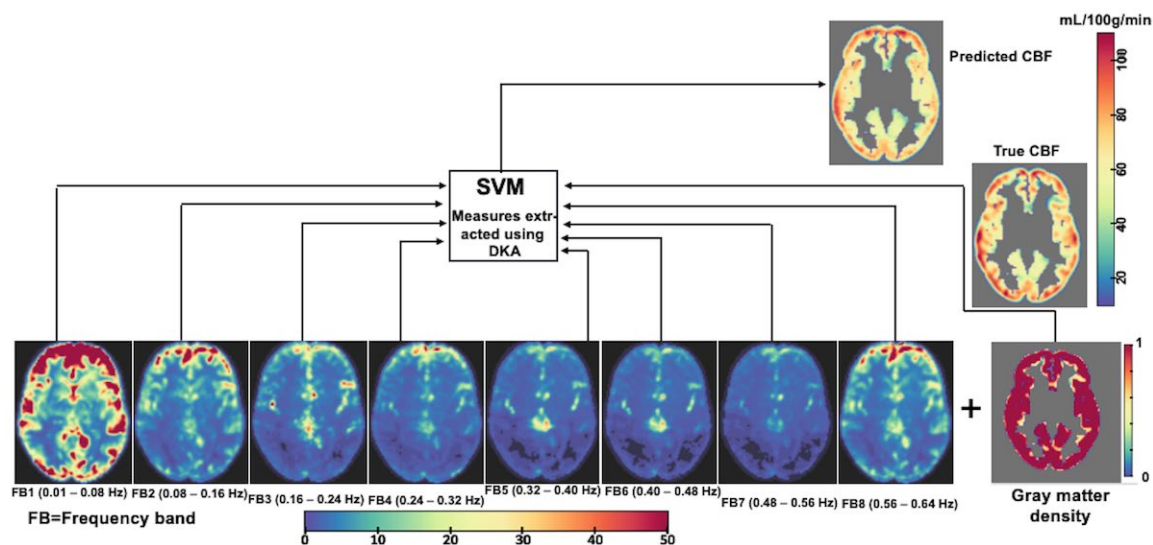 mL/100g/min
Predicted CBF
100
80
60
40
20
True CBF
SVM
Measures extr-
acted using
DKA
1
0
+
FB1 (0.01 – 0.08 Hz) FB2 (0.08 – 0.16 Hz) FB3 (0.16 – 0.24 Hz) FB4 (0.24 – 0.32 Hz) FB5 (0.32 – 0.40 Hz) FB6 (0.40 – 0.48 Hz) FB7 (0.48 – 0.56 Hz) FB8 (0.56 – 0.64 Hz)
Gray matter
density
FB=Frequency band
0 10 20 30 40 50